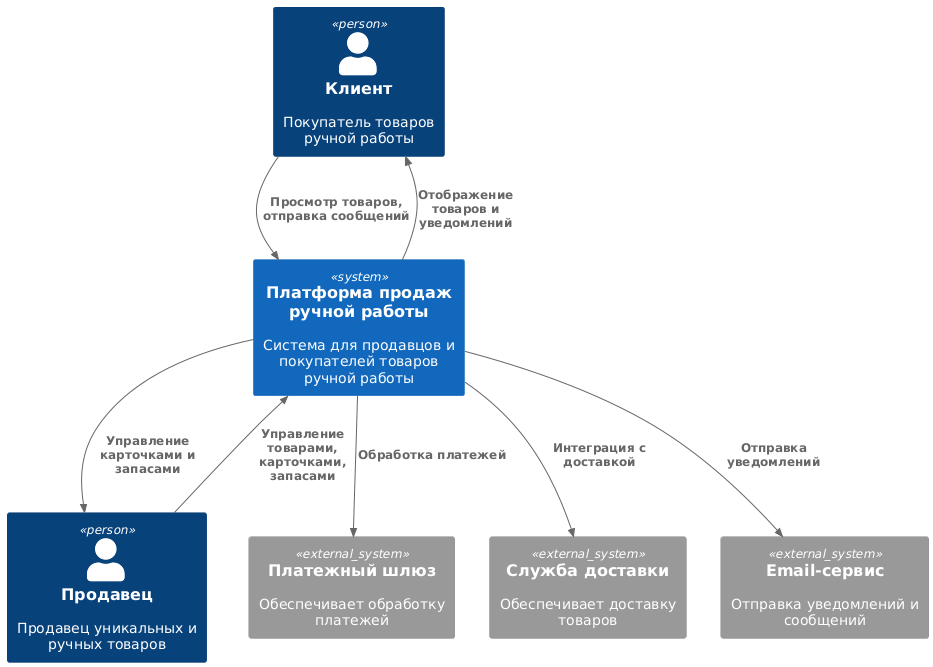 «person»
Клиент
Покупатель товаров
ручной работы
Просмотр товаров,
отправка сообщений
Отображение
товаров и
уведомлений
«system»
Платформа продаж
ручной работы
Система для продавцов и
покупателей товаров
ручной работы
Управление
карточками и
запасами
Управление
товарами,
карточками,
запасами
Обработка платежей
Интеграция с
доставкой
Отправка
уведомлений
«person»
Продавец
Продавец уникальных и
ручных товаров
«external_system»
Платежный шлюз
Обеспечивает обработку
платежей
«external_system»
Служба доставки
Обеспечивает доставку
товаров
«external_system»
Email-сервис
Отправка уведомлений и
сообщений